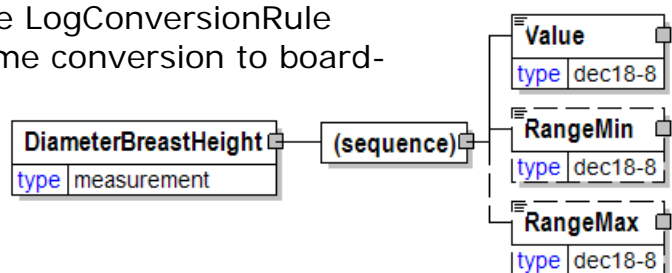 e LogConversionRule
me conversion to board-
Value
type dec18-8
RangeMin
type dec18-8
DiameterBreastHeight
type measurement
(sequence)
RangeMax
type dec18-8